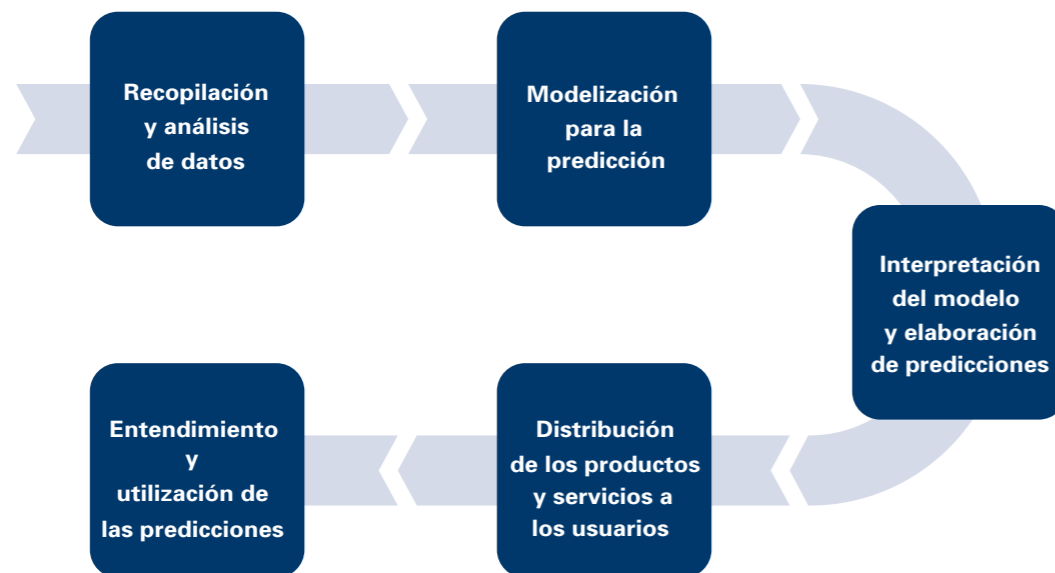 Recopilación
y análisis
de datos
Modelización
para la
predicción
Interpretación
del modelo
y elaboración
de predicciones
Distribución
de los productos
y servicios a
los usuarios
Entendimiento
y
utilización de
las predicciones